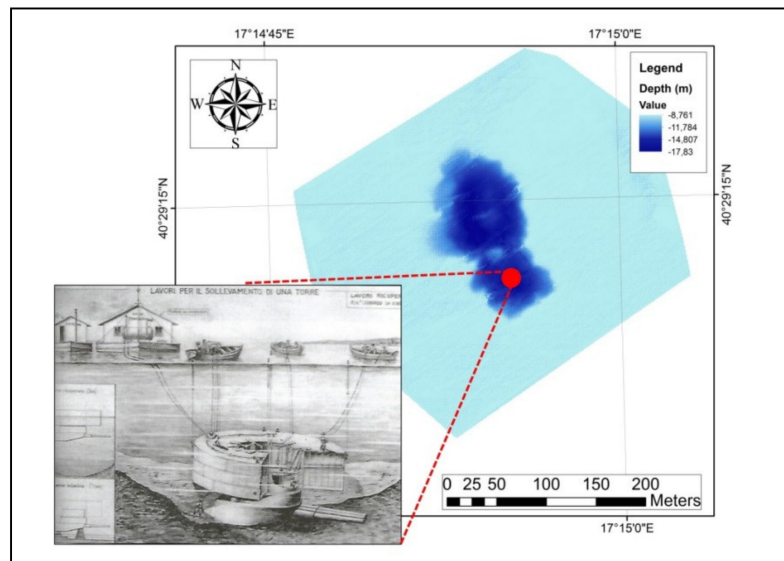 17°14'45"E
17°15'0"E
N
W
E
S
Legend
Depth (m)
Value
-8,761
-11,784
-14,807
-17,83
40°29'15"N
40°29'15"N
LAVORI PER IL SOLLEVAMENTO DI UNA TORRE
0 25 50 100 150 200
Meters
17°15'0"E